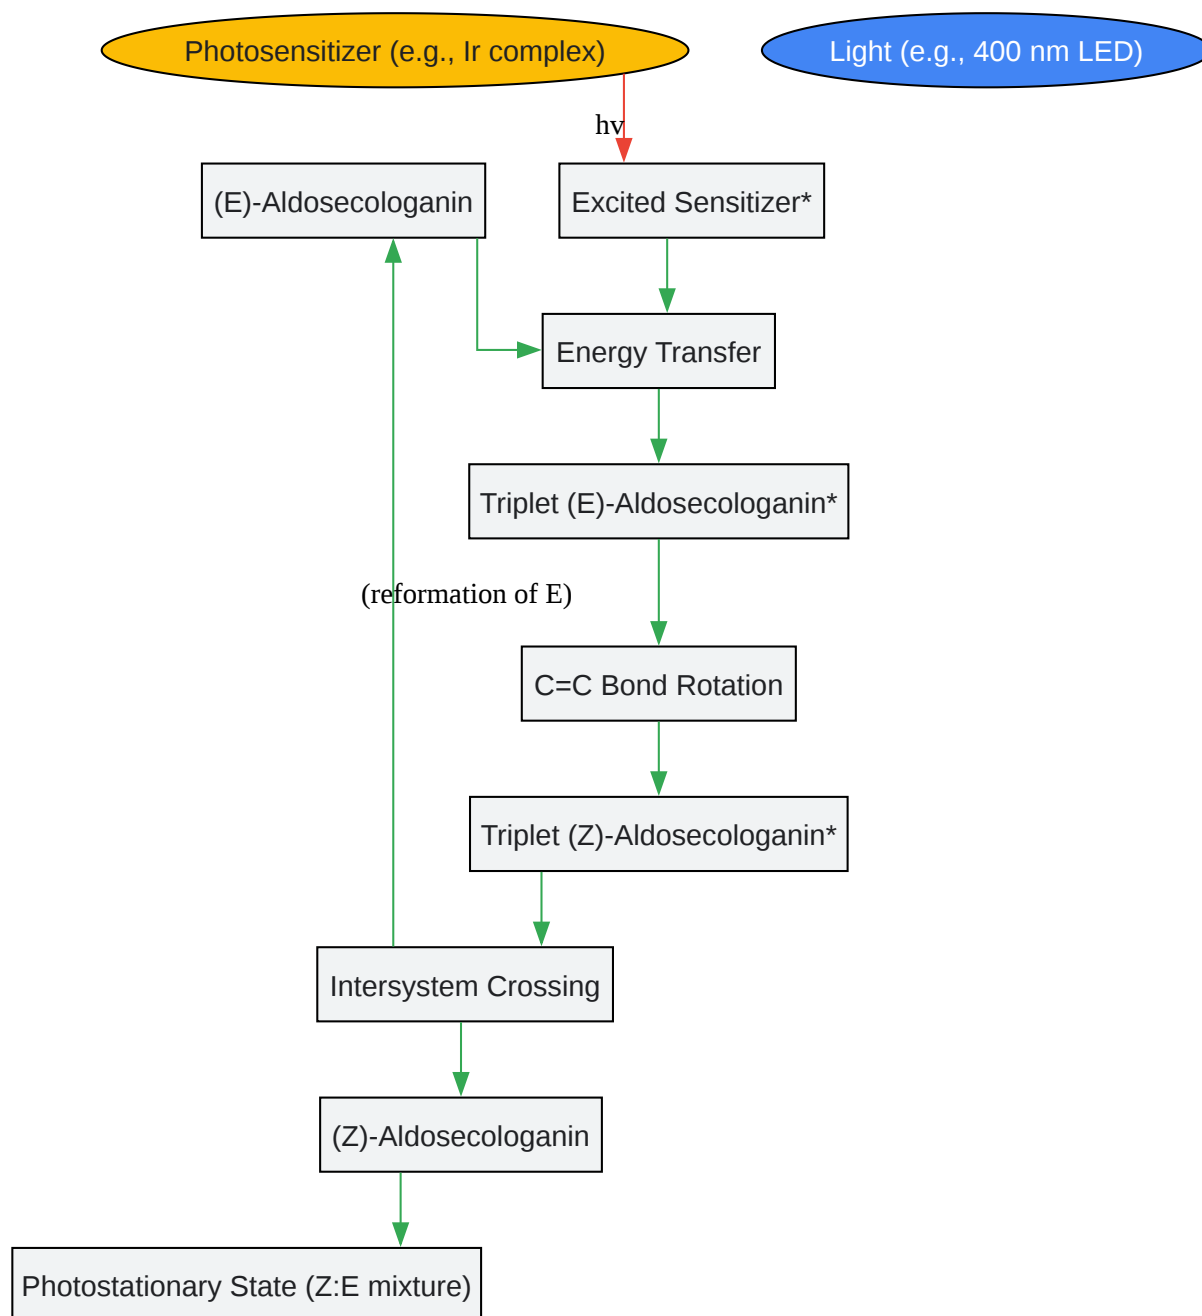 Photosensitizer (e.g., Ir complex)
Light (e.g., 400 nm LED)
hv
(E)-Aldosecologanin
Excited Sensitizer*
Energy Transfer
Triplet (E)-Aldosecologanin*
(reformation of E)
C=C Bond Rotation
Triplet (Z)-Aldosecologanin*
Intersystem Crossing
(Z)-Aldosecologanin
Photostationary State (Z:E mixture)